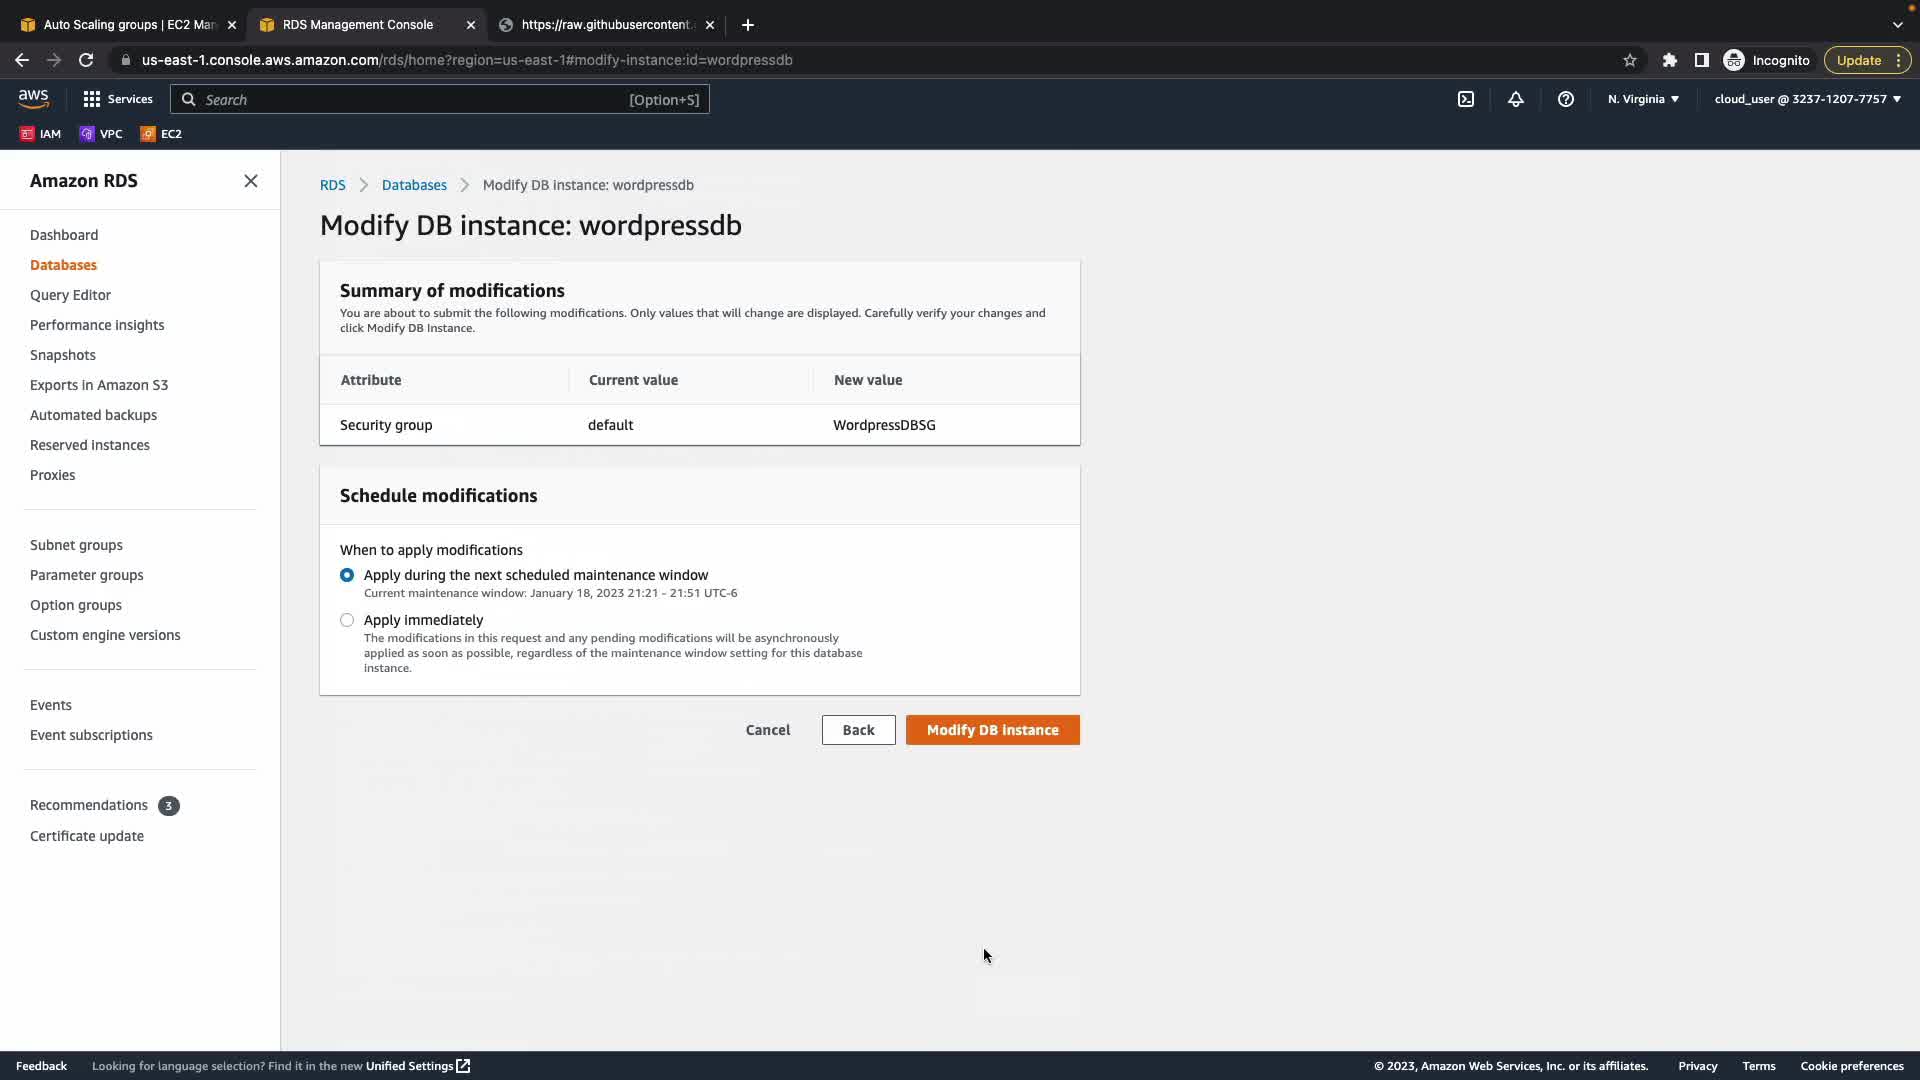 Auto Scaling groups | EC2 Man
RDS Management Console
https://raw.githubusercontent.
us-east-1.console.aws.amazon.com/rds/home?region=us-east-1#modify-instance:id=wordpressdb
Incognito
Update
aws
Services
Search
[Option+S]
N. Virginia
cloud_user @ 3237-1207-7757
IAM
VPC
EC2
Amazon RDS
Dashboard
Databases
Query Editor
Performance insights
Snapshots
Exports in Amazon S3
Automated backups
Reserved instances
Proxies
Subnet groups
Parameter groups
Option groups
Custom engine versions
Events
Event subscriptions
Recommendations 3
Certificate update
RDS > Databases > Modify DB instance: wordpressdb
Modify DB instance: wordpressdb
Summary of modifications
You are about to submit the following modifications. Only values that will change are displayed. Carefully verify your changes and
click Modify DB Instance.
Attribute Current value New value
Security group default WordpressDBSG
Schedule modifications
When to apply modifications
Apply during the next scheduled maintenance window
Current maintenance window: January 18, 2023 21:21 - 21:51 UTC-6
Apply immediately
The modifications in this request and any pending modifications will be asynchronously
applied as soon as possible, regardless of the maintenance window setting for this database
instance.
Cancel
Back
Modify DB instance
Feedback
Looking for language selection? Find it in the new Unified Settings
© 2023, Amazon Web Services, Inc. or its affiliates.
Privacy
Terms
Cookie preferences